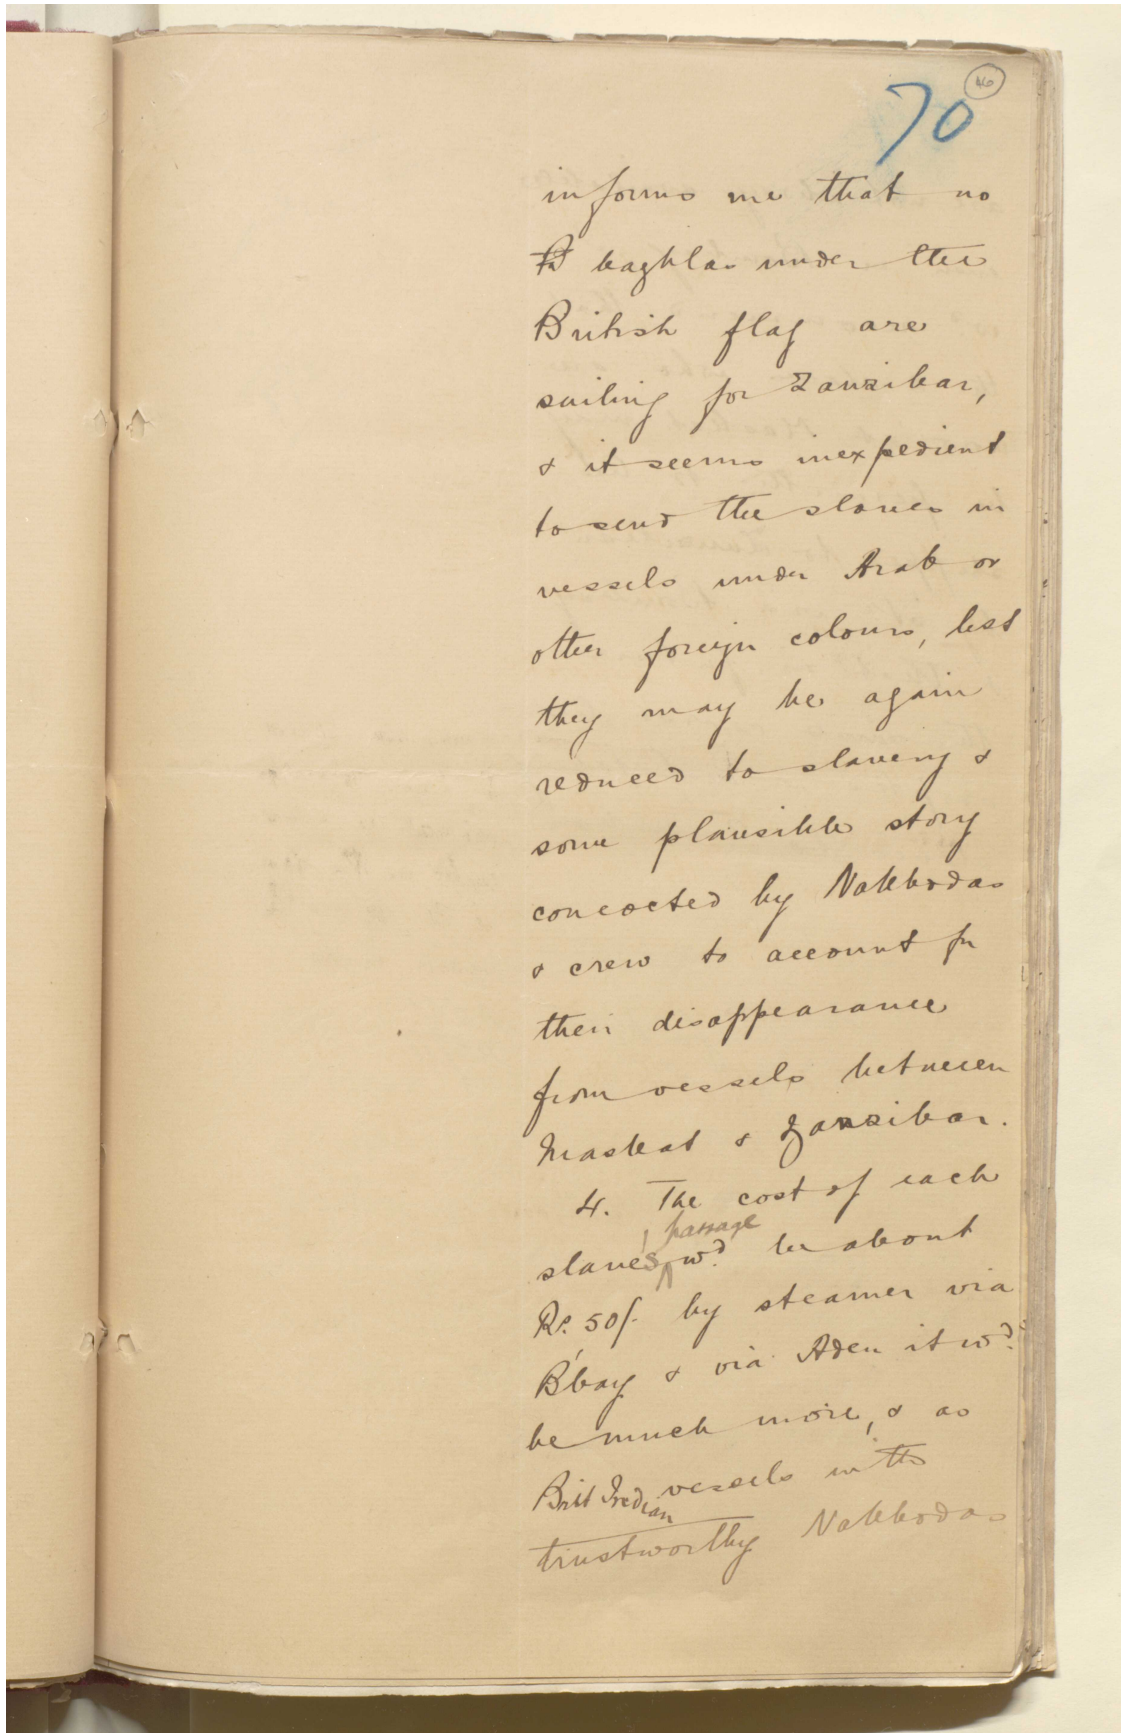 70
46
informs me that no
baghlas under the
British flag are
sailing for Zanzibar,
& it seems inexpedient
to send the slaves in
vessels under Arab or
other foreign colours, lest
they may be again
reduced to slavery &
some plausible story
concocted by Nakhodas
& crew to account for
their disappearance
from vessels between
Maskat & Zanzibar.
4. The cost of each
passage
slave's wd. be about
Rs. 50/- by steamer via
B'bay & via Aden it wd.
be much more, & as
Brit Indian vessels with
trustworthy Nakhodas